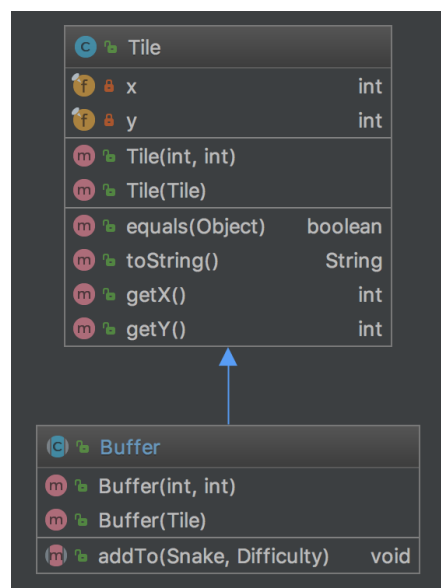 C Tile
f x int
f y int
m Tile(int, int)
m Tile(Tile)
m equals(Object) boolean
m toString() String
m getX() int
m getY() int
C Buffer
m Buffer(int, int)
m Buffer(Tile)
m addTo(Snake, Difficulty) void